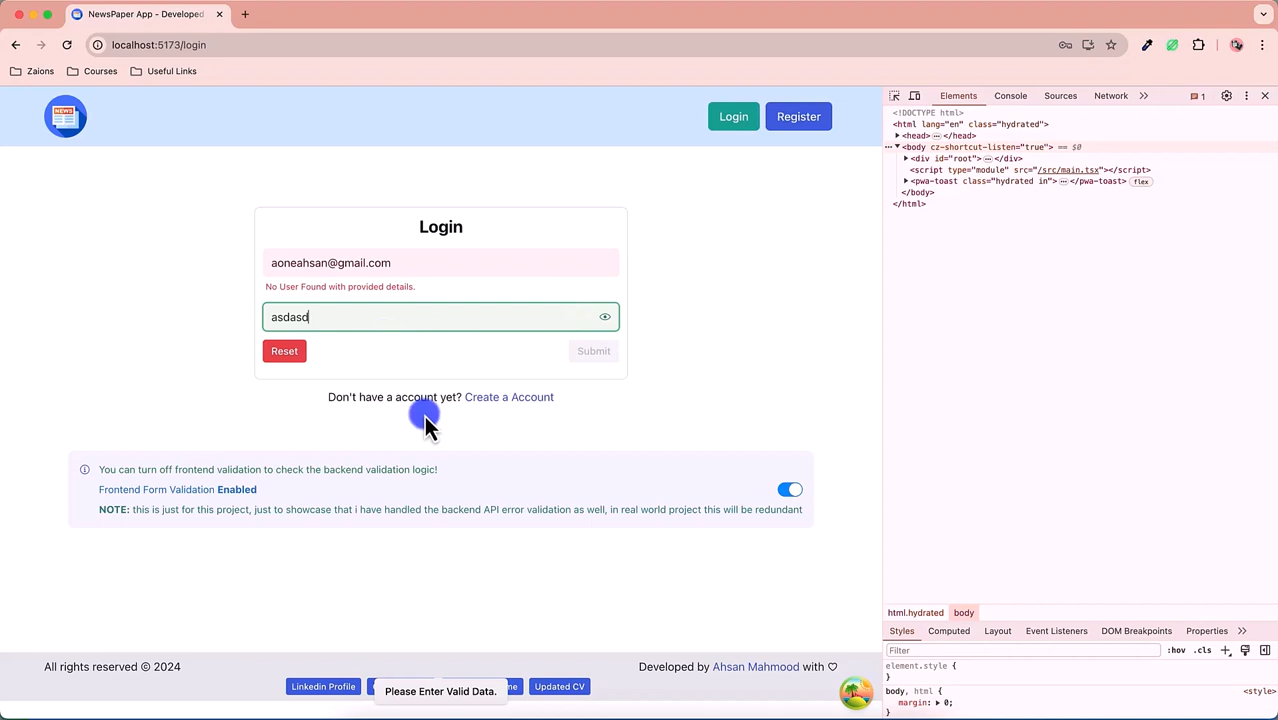 NewsPaper App - Developed
localhost:5173/login
Zaions
Courses
Useful Links
NEWS
Login
Register
Login
aoneahsan@gmail.com
No User Found with provided details.
asdasd
Reset
Submit
Don't have a account yet? Create a Account
You can turn off frontend validation to check the backend validation logic!
Frontend Form Validation Enabled
NOTE: this is just for this project, just to showcase that i have handled the backend API error validation as well, in real world project this will be redundant
All rights reserved © 2024
Developed by Ahsan Mahmood with ♡
Linkedin Profile
me
Updated CV
Please Enter Valid Data.
Elements
Console
Sources
Network
1
<!DOCTYPE html>
<html lang="en" class="hydrated">
<head> </head>
<body cz-shortcut-listen="true"> == $0
<div id="root"> </div>
<script type="module" src="/src/main.tsx"></script>
<pwa-toast class="hydrated in"> </pwa-toast> flex
</body>
</html>
html.hydrated
body
Styles
Computed
Layout
Event Listeners
DOM Breakpoints
Properties
Filter
:hov .cls
element.style {
}
body, html {
<style>
margin: 0;
}